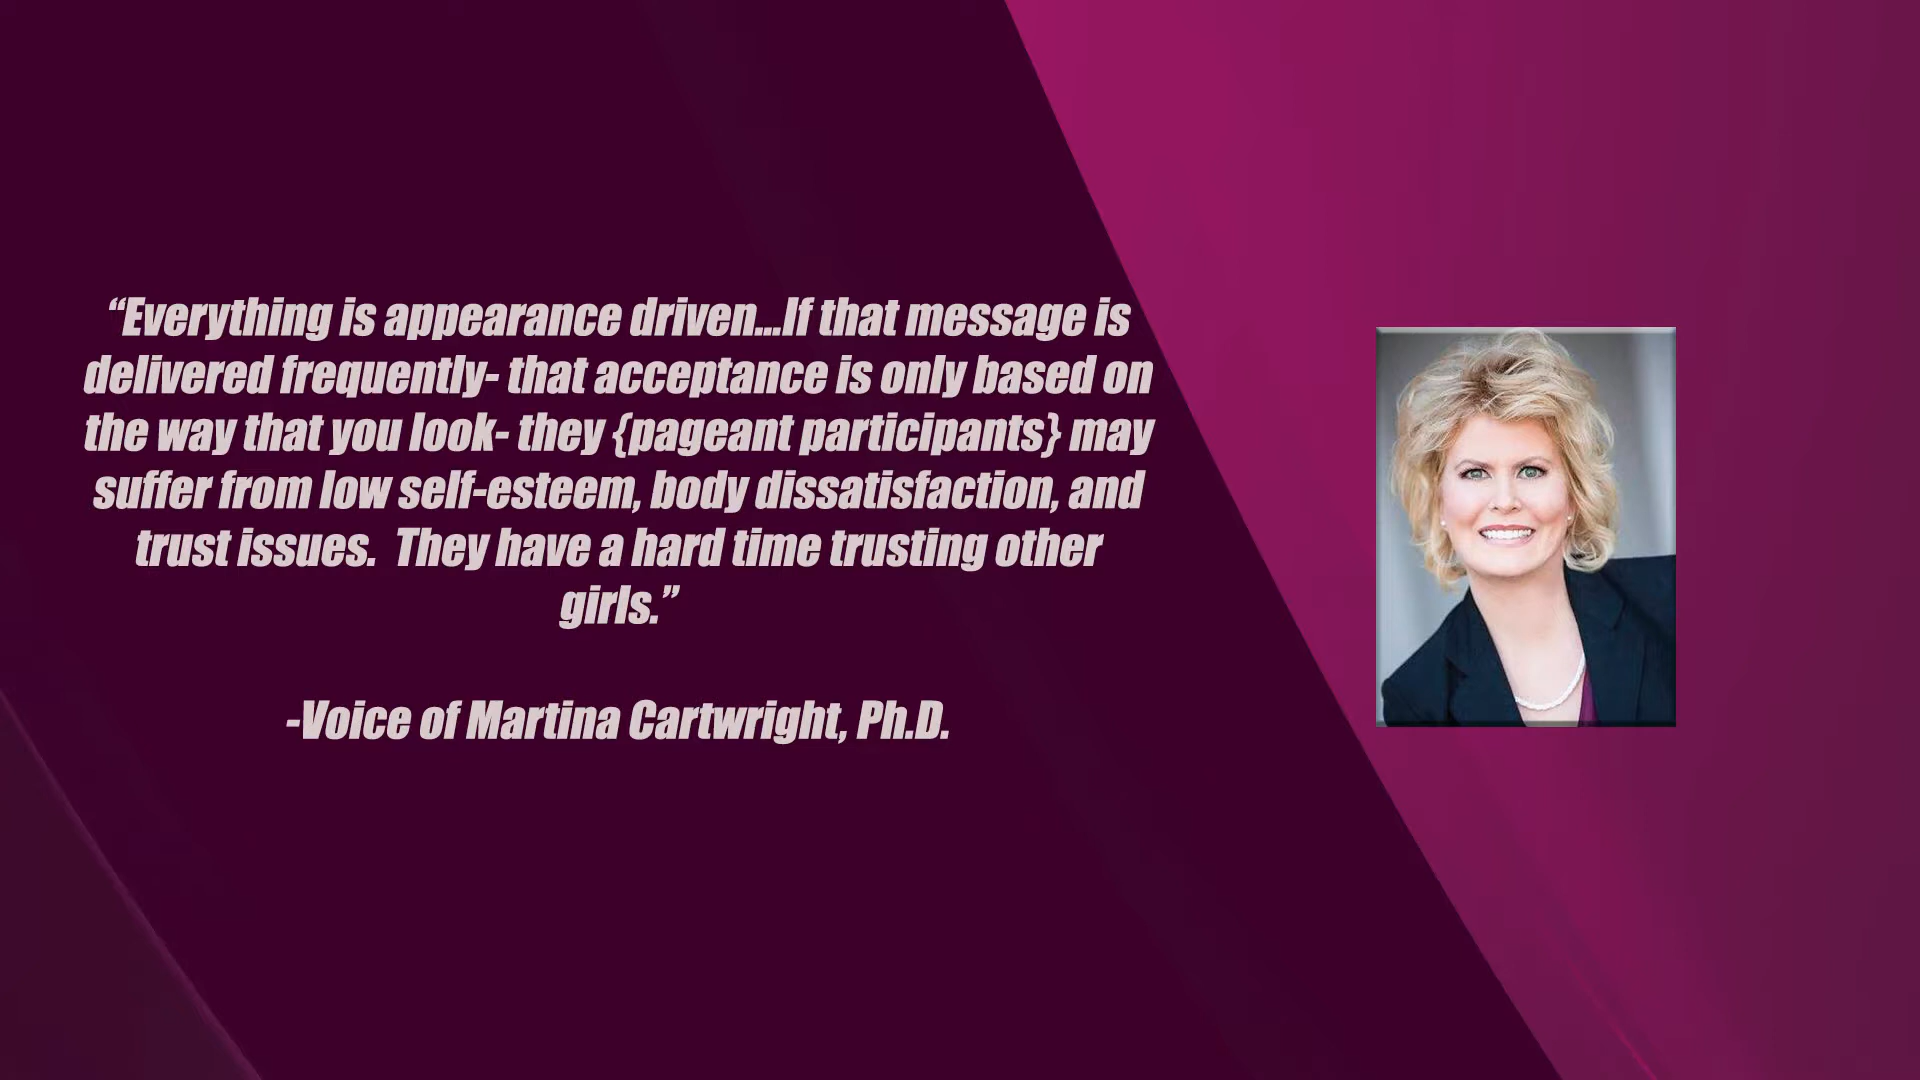 “Everything is appearance driven...If that message is
delivered frequently- that acceptance is only based on
the way that you look- they {pageant participants} may
suffer from low self-esteem, body dissatisfaction, and
trust issues.  They have a hard time trusting other
girls.”
-Voice of Martina Cartwright, Ph.D.